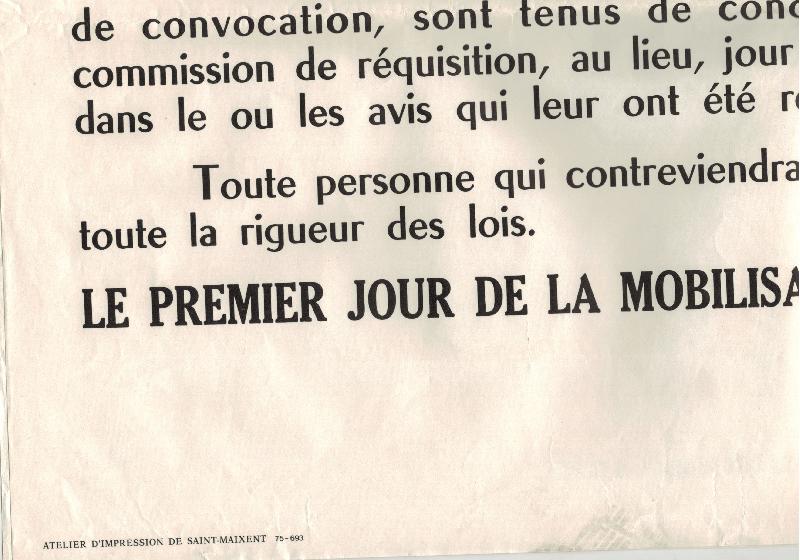 de convocation, sont tenus de
commission de réquisition, au lieu, jour
dans le ou les avis qui leur ont été
Toute personne qui contreviendra
toute la rigueur des lois.
LE PREMIER JOUR DE LA
ATELIER D'IMPRESSION DE SAINT-MAIXENT 75-693